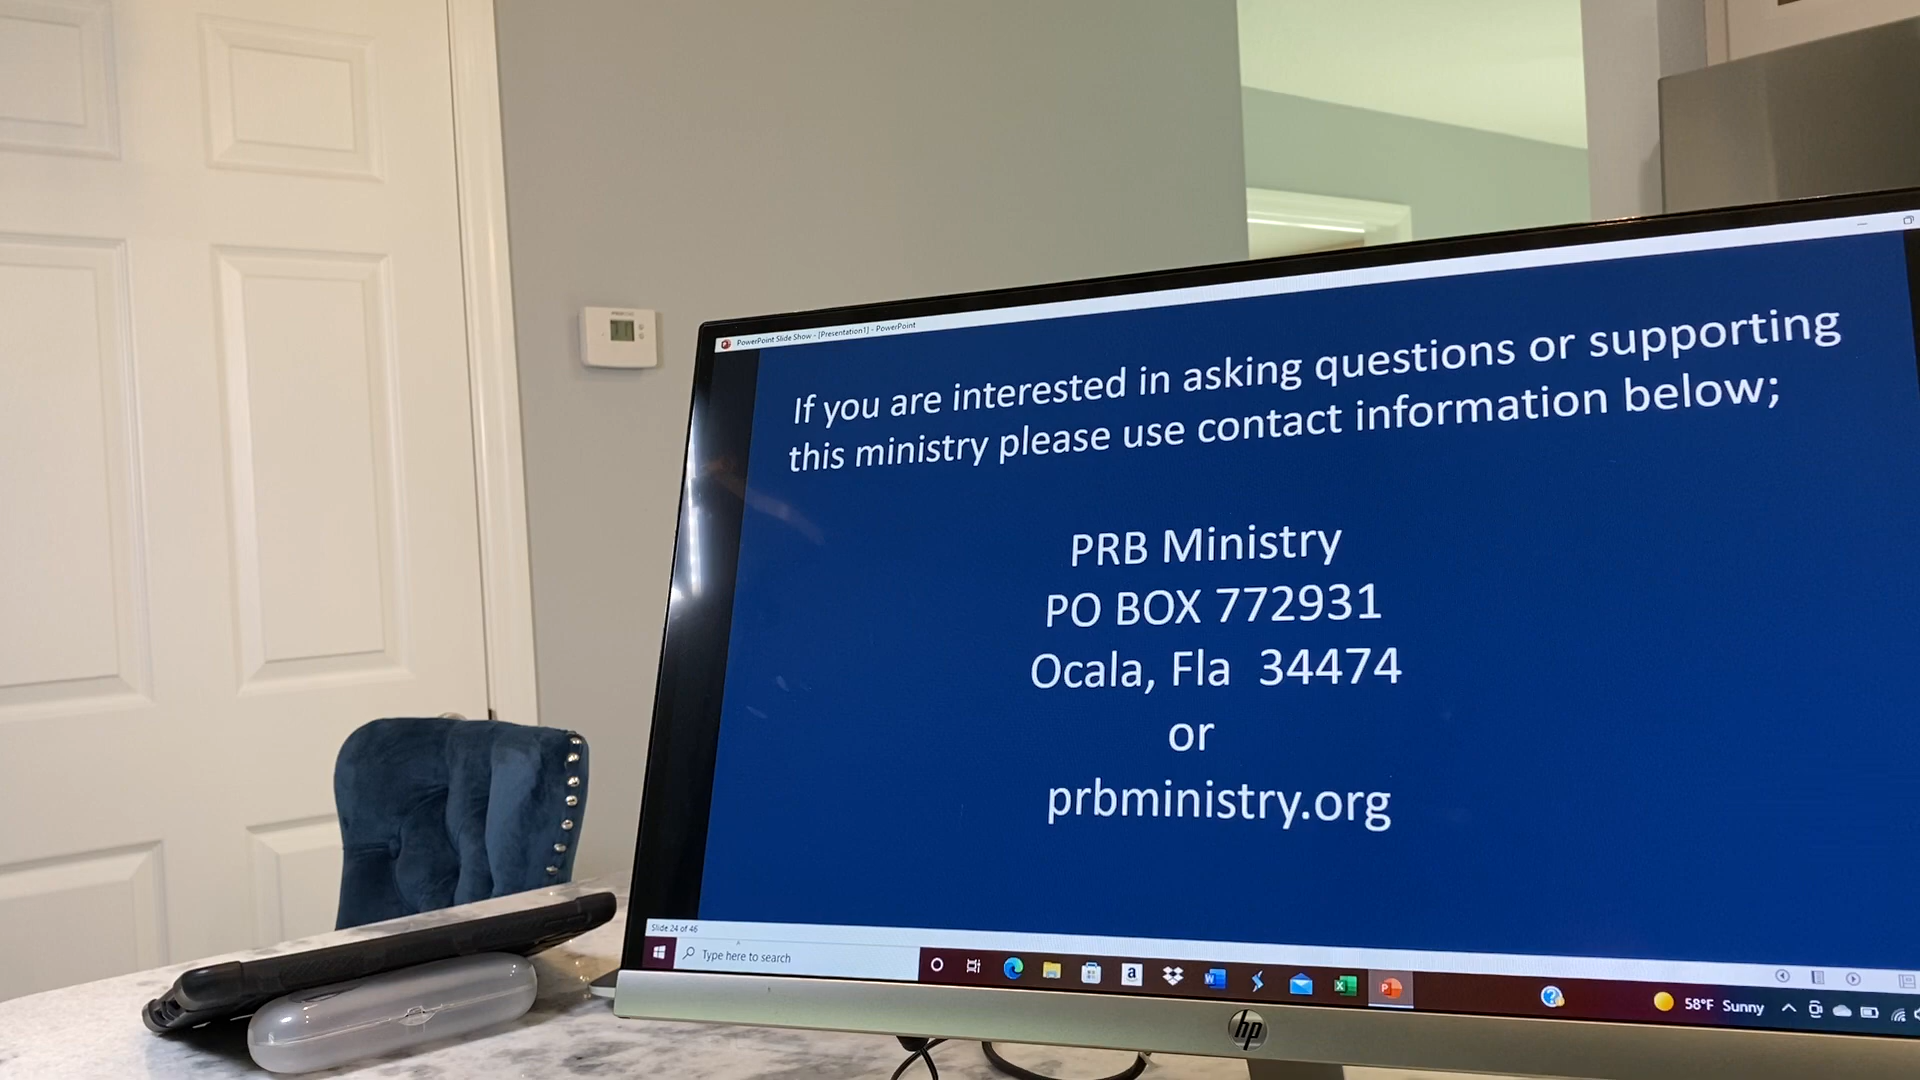 PowerPoint Slide Show - [Presentation1] - PowerPoint
If you are interested in asking questions or supporting
this ministry please use contact information below;
PRB Ministry
PO BOX 772931
Ocala, Fla 34474
or
prbministry.org
Slide 24 of 46
Type here to search
58°F Sunny
hp